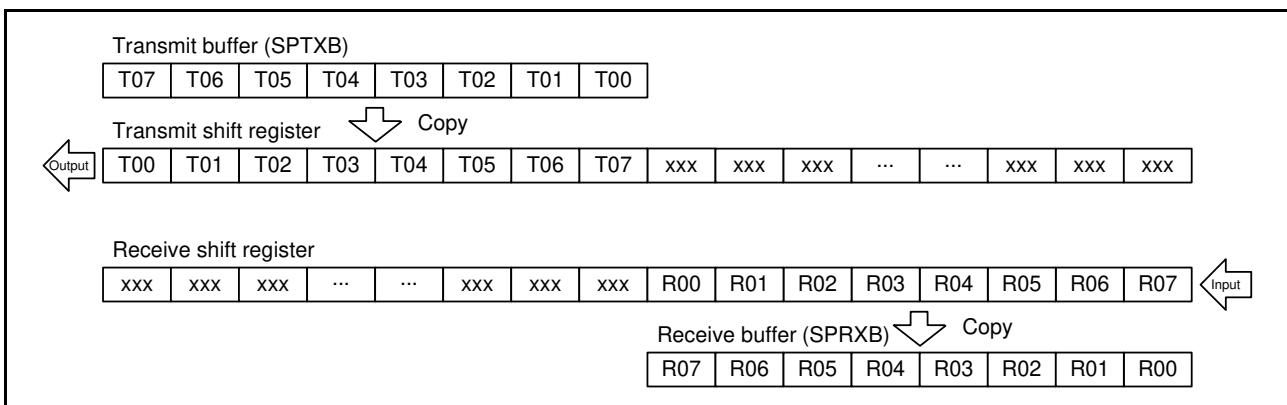 Transmit buffer (SPTXB)
T07 T06 T05 T04 T03 T02 T01 T00
Copy
Transmit shift register
Output T00 T01 T02 T03 T04 T05 T06 T07 xxx xxx xxx ... ... xxx xxx xxx
Receive shift register
xxx xxx xxx ... ... xxx xxx xxx R00 R01 R02 R03 R04 R05 R06 R07 Input
Receive buffer (SPRXB) Copy
R07 R06 R05 R04 R03 R02 R01 R00